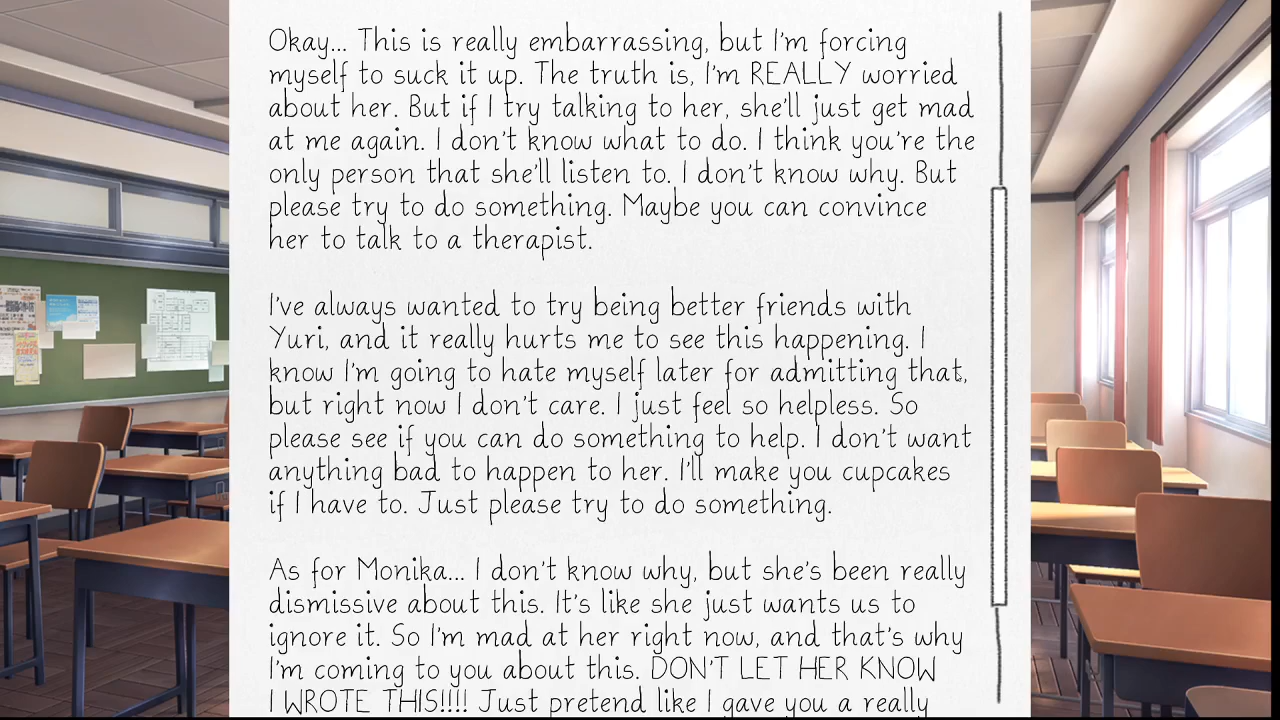 Okay... This is really embarrassing, but I'm forcing
myself to suck it up. The truth is, I'm REALLY worried
about her. But if I try talking to her, she'll just get mad
at me again. I don't know what to do. I think you're the
only person that she'll listen to. I don't know why. But
please try to do something. Maybe you can convince
her to talk to a therapist.
I've always wanted to try being better friends with
Yuri, and it really hurts me to see this happening. I
know I'm going to hate myself later for admitting that,
but right now I don't care. I just feel so helpless. So
please see if you can do something to help. I don't want
anything bad to happen to her. I'll make you cupcakes
if I have to. Just please try to do something.
As for Monika... I don't know why, but she's been really
dismissive about this. It's like she just wants us to
ignore it. So I'm mad at her right now, and that's why
I'm coming to you about this. DON'T LET HER KNOW
I WROTE THIS!!!! Just pretend like I gave you a really